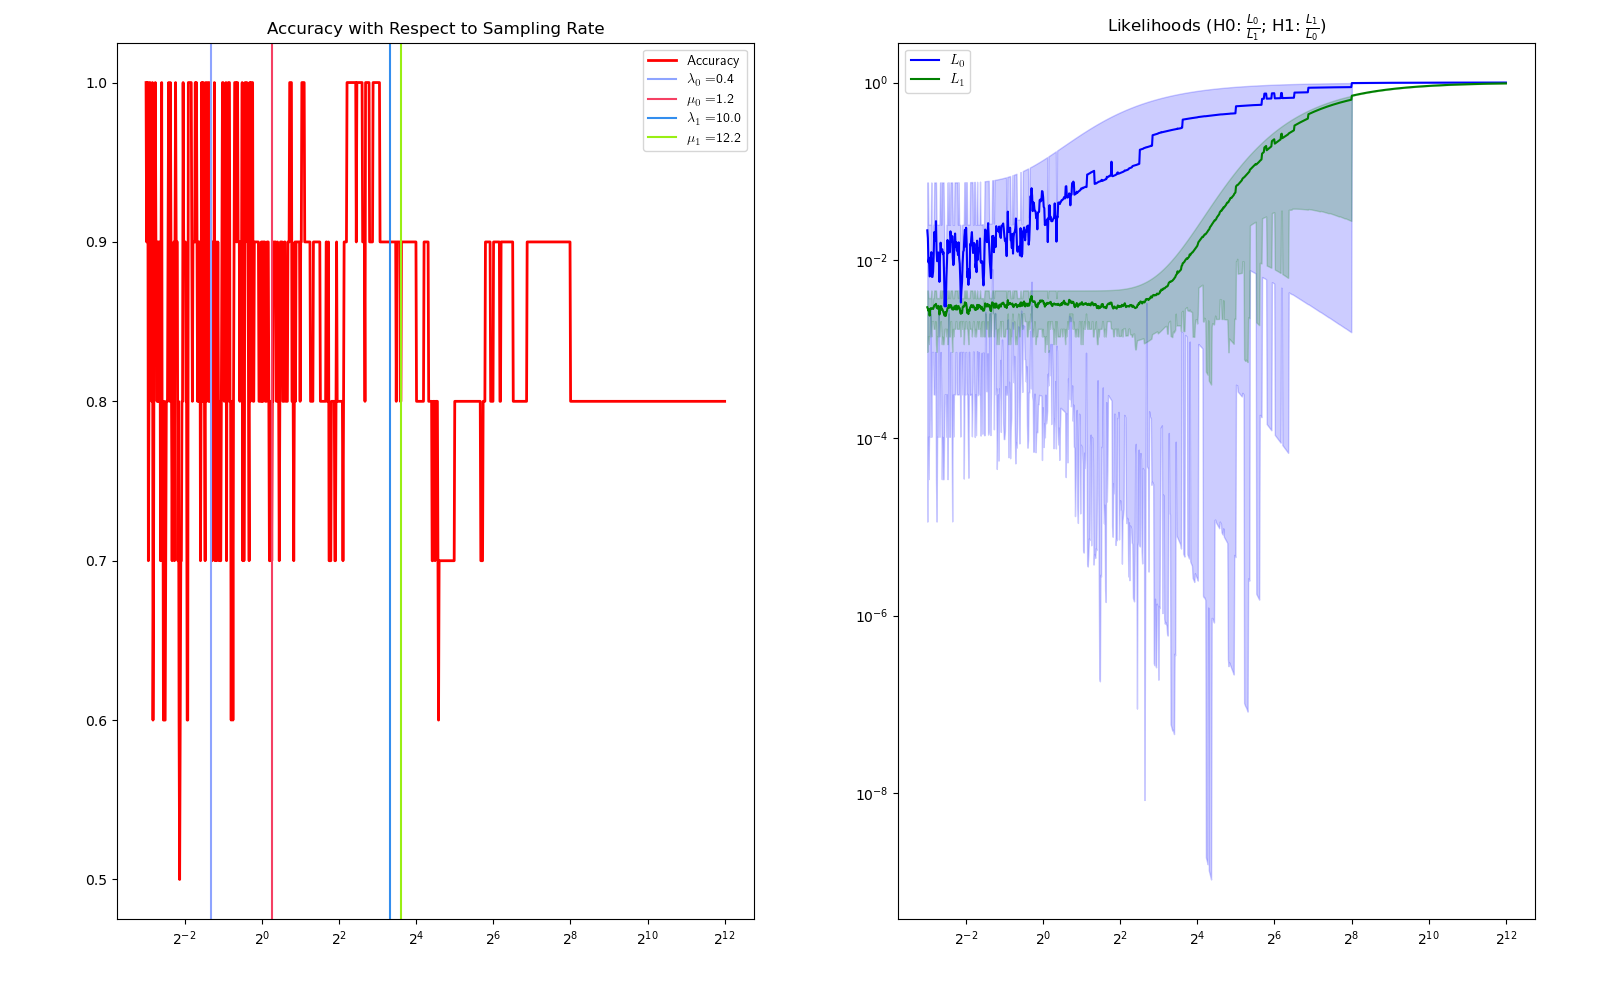 Accuracy with Respect to Sampling Rate
1.0
0.9
0.8
0.7
0.6
0.5
2⁻² 2⁰ 2² 2⁴ 2⁶ 2⁸ 2¹⁰ 2¹²
Accuracy
λ₀ =0.4
μ₀ =1.2
λ₁ =10.0
μ₁ =12.2
Likelihoods (H0: L₀/L₁; H1: L₁/L₀)
L₀
L₁
10⁰
10⁻²
10⁻⁴
10⁻⁶
10⁻⁸
2⁻² 2⁰ 2² 2⁴ 2⁶ 2⁸ 2¹⁰ 2¹²